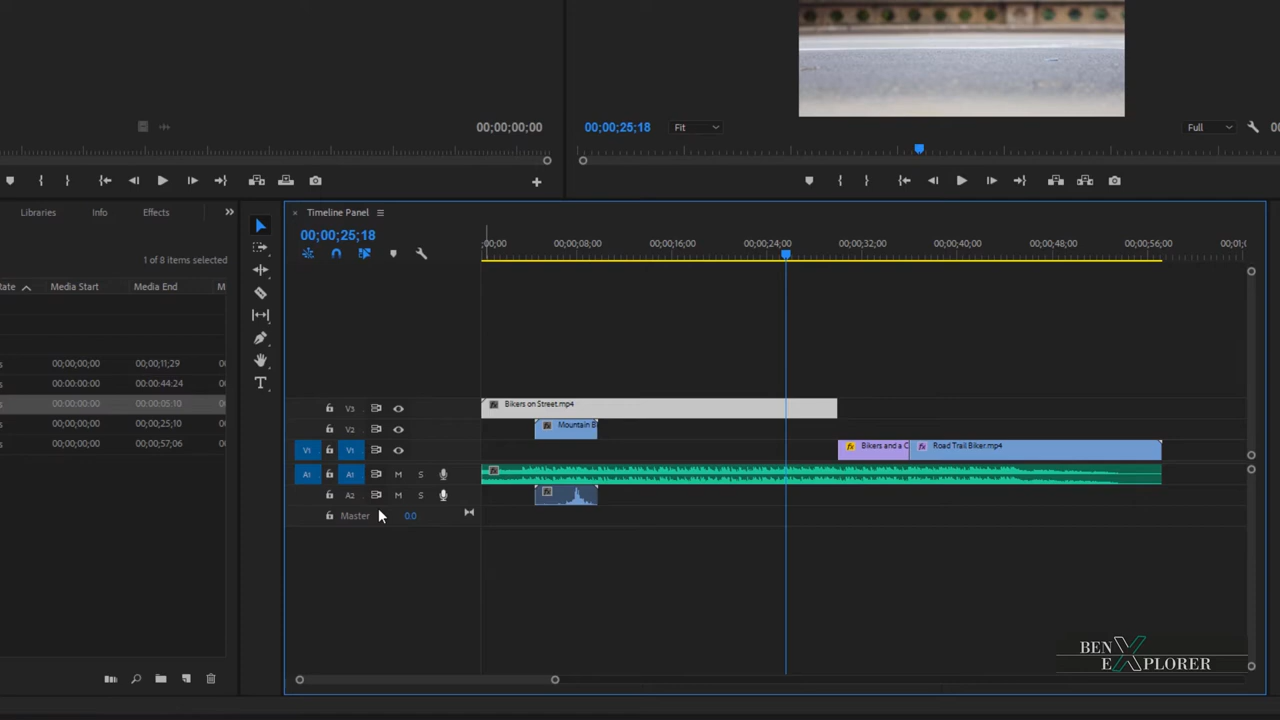 00;00;00;00
00;00;25;18
Fit
Full
00
Libraries
Info
Effects
Timeline Panel
00;00;25;18
;00;00
00;00;08;00
00;00;16;00
00;00;24;00
00;00;32;00
00;00;40;00
00;00;48;00
00;00;56;00
00;01;0
1 of 8 items selected
ate
Media Start
Media End
M
00;00;00;00
00;00;11;29
00:00:00:00
00:00:44:24
00:00:00:00
00:00:05:10
00;00;00;00
00;00;25;10
00;00;00;00
00;00;57;06
V3
Bikers on Street.mp4
V2
Mountain B
V1
V1
Bikers and a C
Road Trail Biker.mp4
A1
A1
M
S
A2
M
S
Master
0.0
BEN
EXPLORER